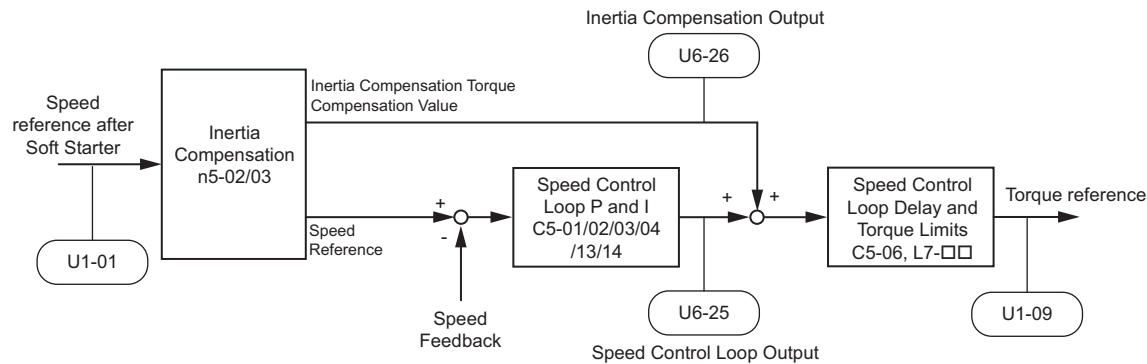 Inertia Compensation Output
U6-26
Inertia Compensation Torque
Compensation Value
Speed
reference after
Soft Starter
Inertia
Compensation
n5-02/03
U1-01
+
-
Speed
Reference
Speed
Feedback
Speed Control
Loop P and I
C5-01/02/03/04
/13/14
+
+
U6-25
Speed Control Loop Output
Speed Control
Loop Delay and
Torque Limits
C5-06, L7-□□
Torque reference
U1-09